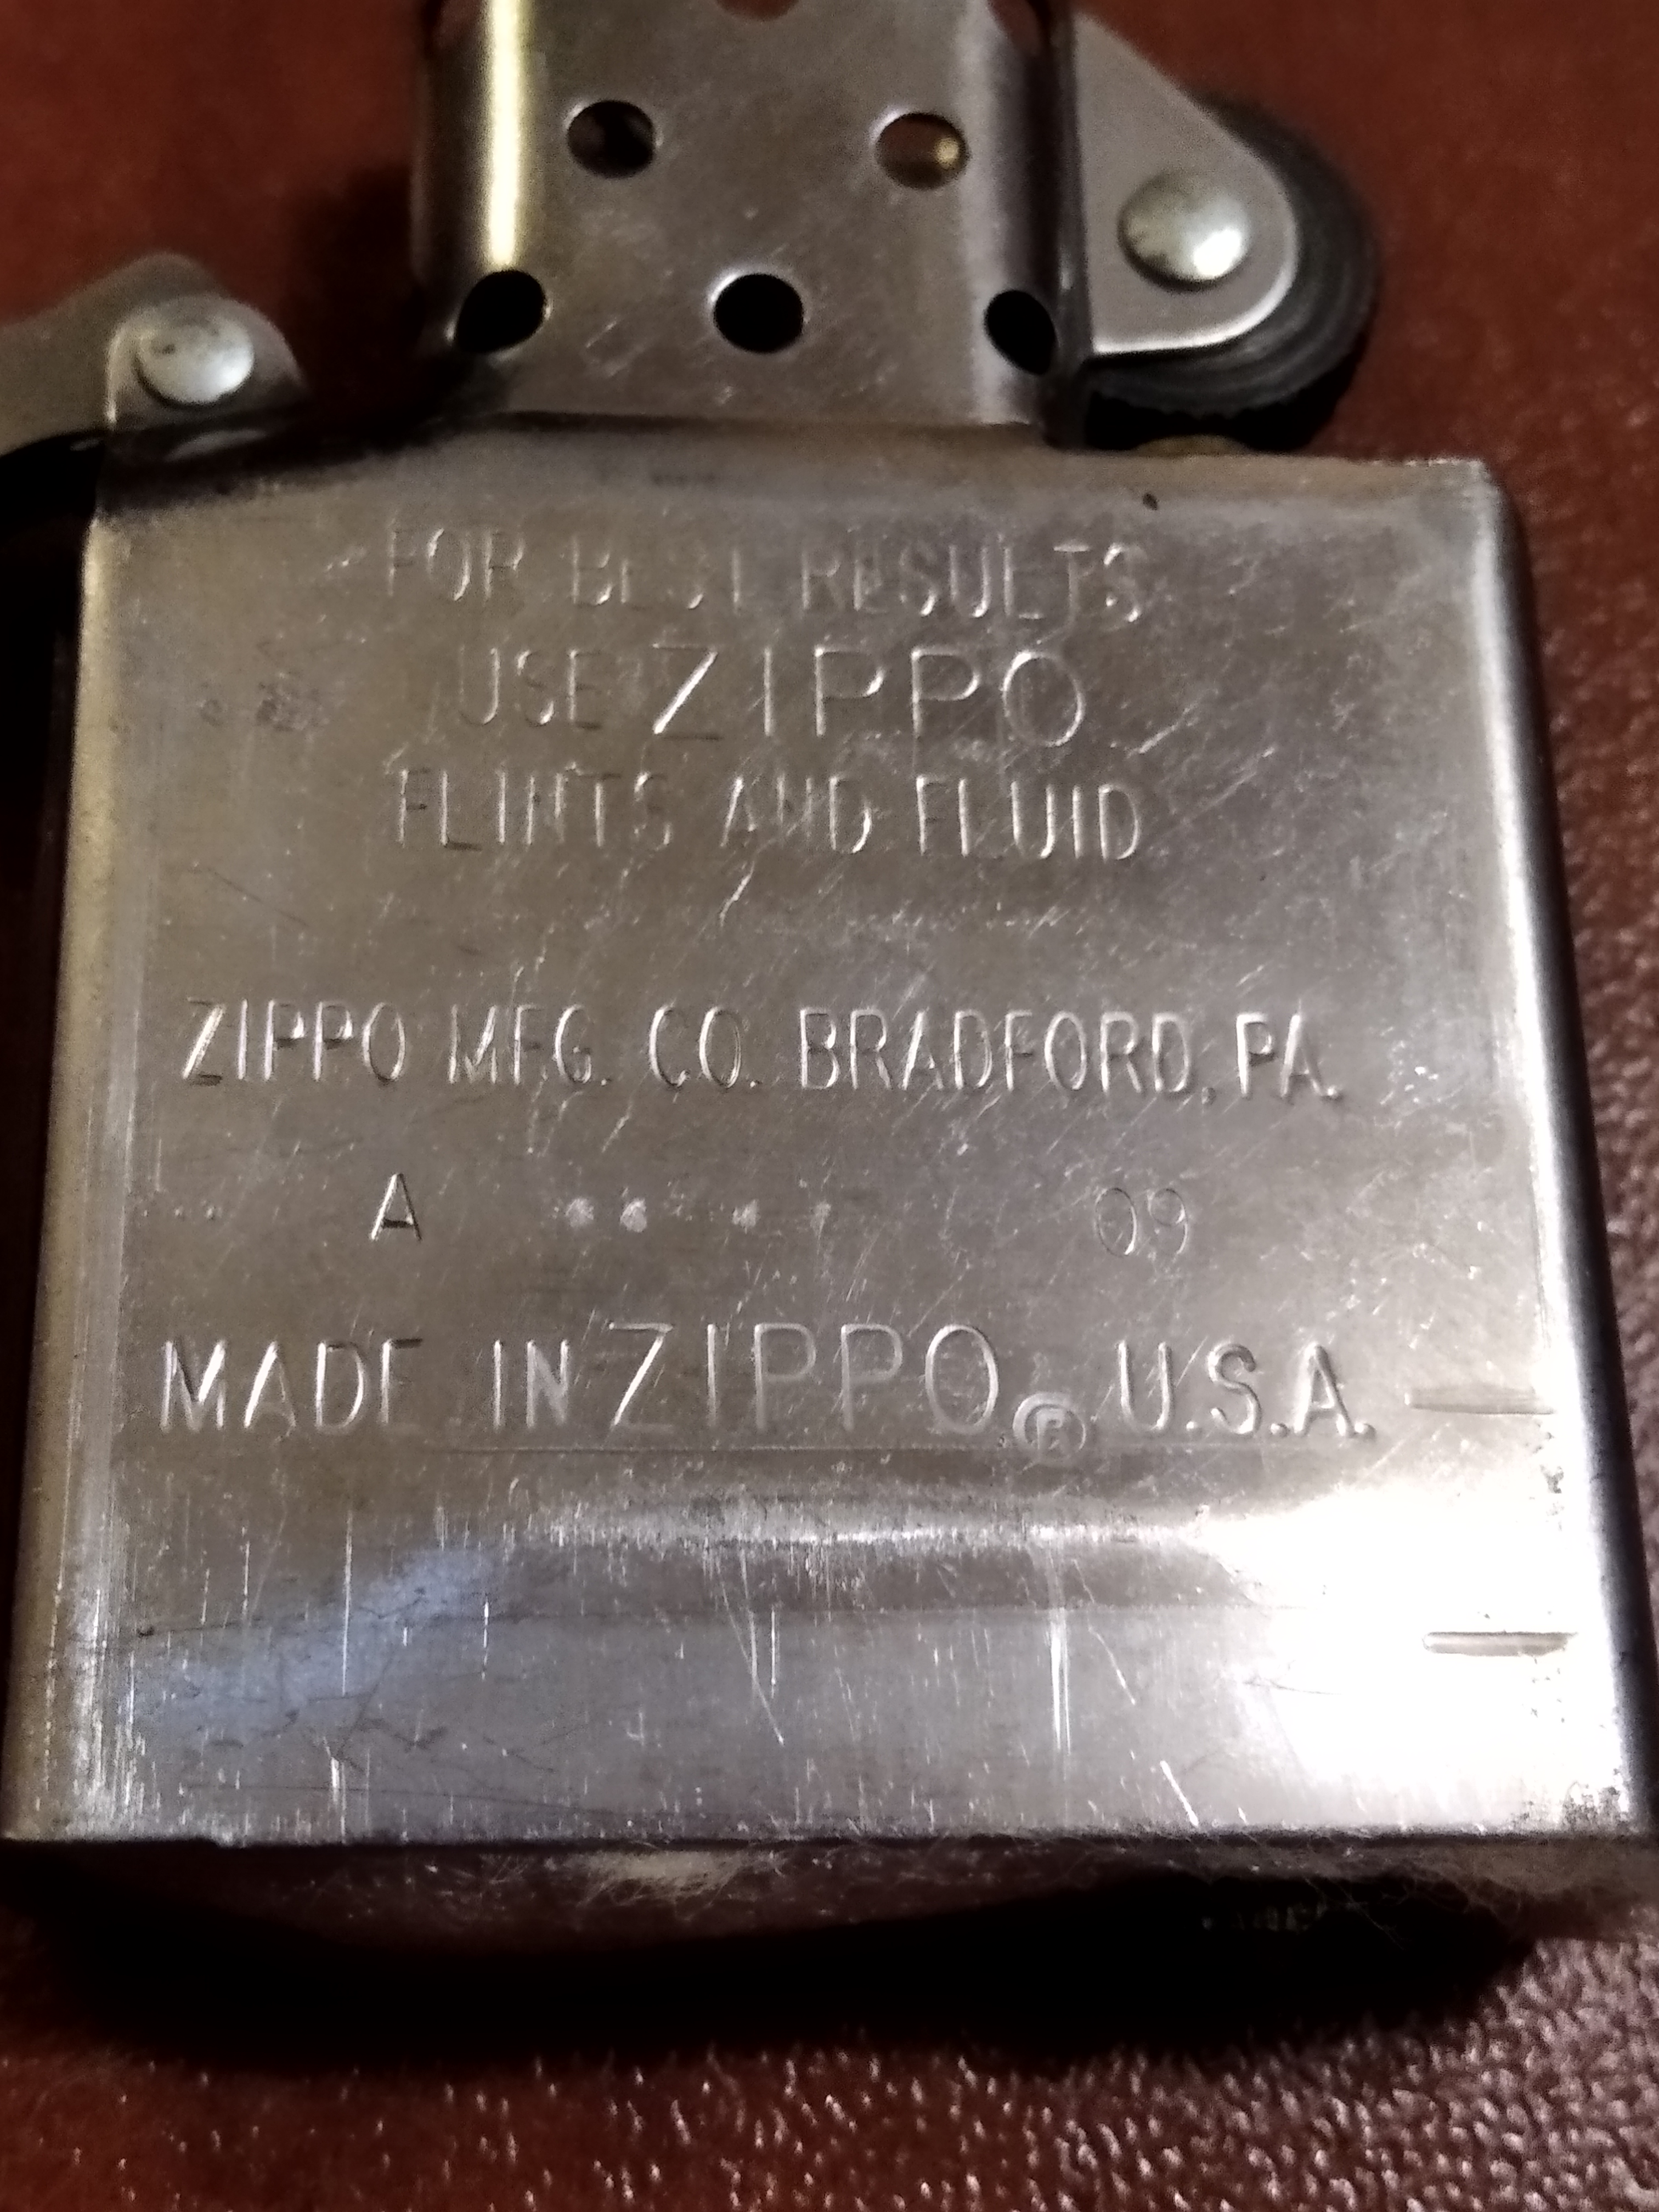 FOR BEST RESULTS
USE ZIPPO
FLINTS AND FLUID
ZIPPO MFG. CO. BRADFORD, PA.
A 09
MADE IN ZIPPO ® U.S.A.